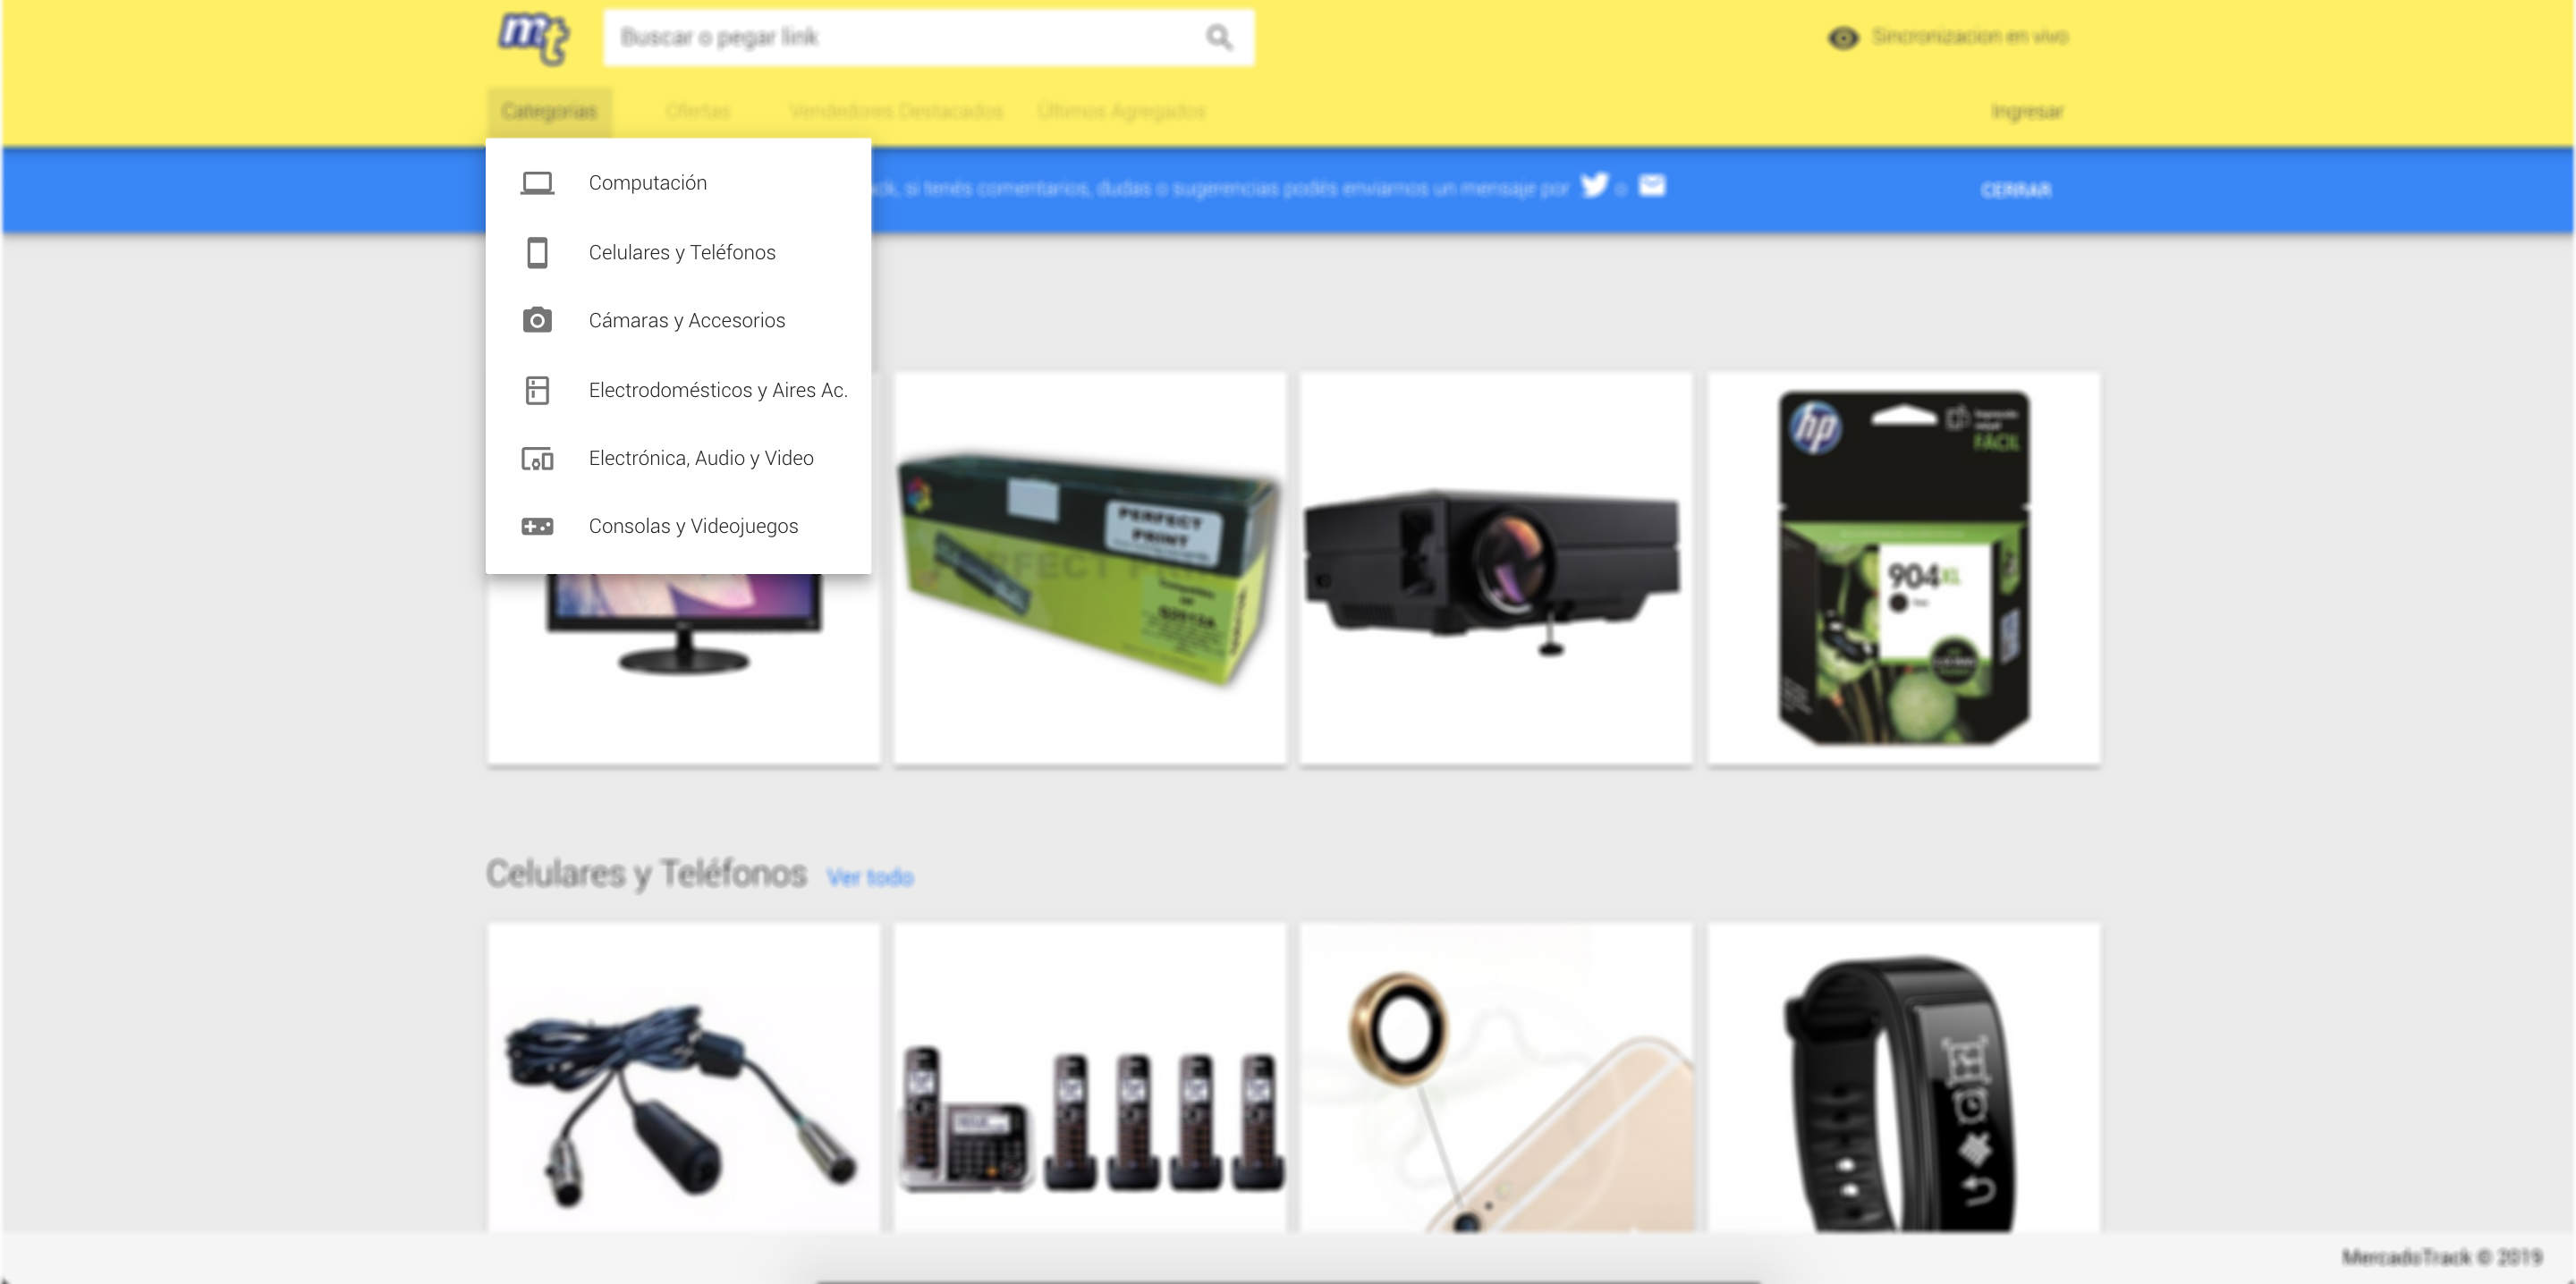 mt
Buscar o pegar link
Sincronizacion en vivo
Categorías
Ofertas
Vendedores Destacados
Últimos Agregados
Ingresar
Computación
Celulares y Teléfonos
Cámaras y Accesorios
Electrodomésticos y Aires Ac.
Electrónica, Audio y Video
Consolas y Videojuegos
ck, si tenés comentarios, dudas o sugerencias podés enviarnos un mensaje por o
CERRAR
PERFECT
PRINT
hp
FÁCIL
904XL
Celulares y Teléfonos Ver todo
MercadoTrack © 2019